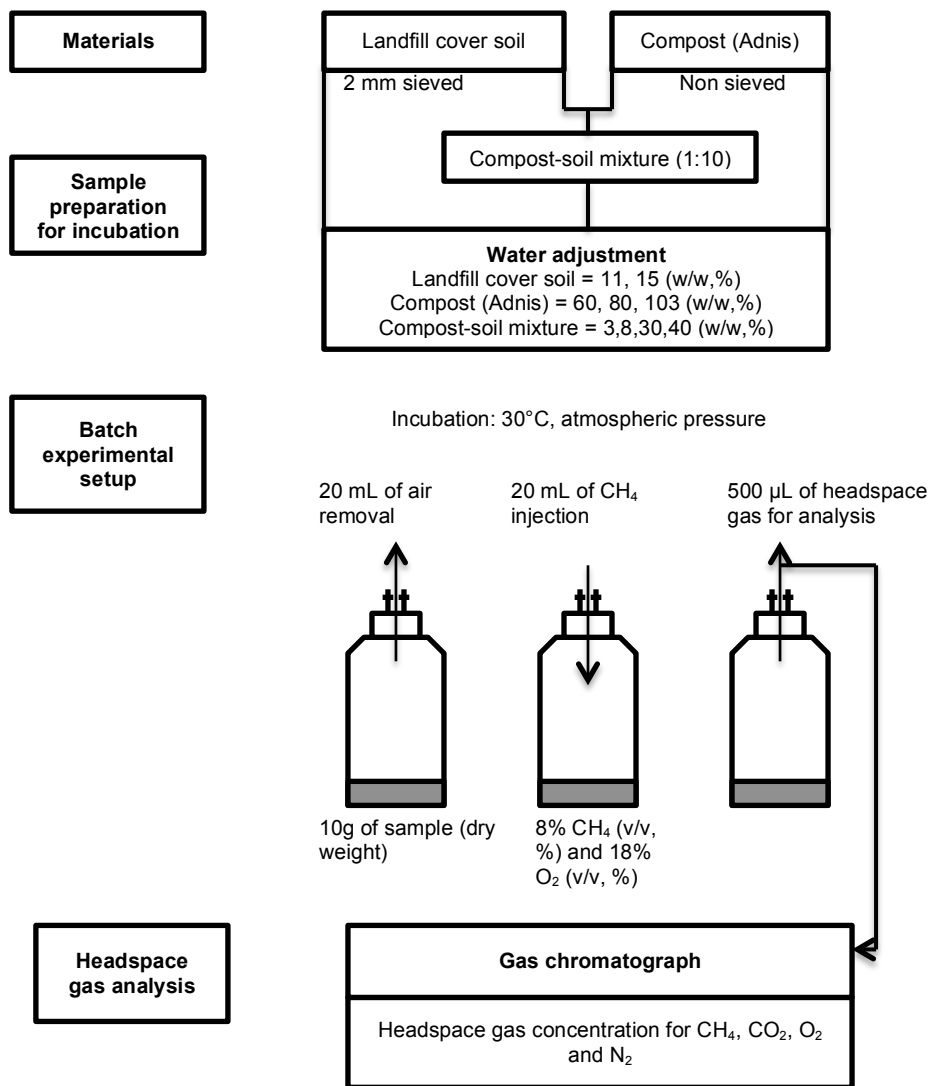 Materials
Landfill cover soil
Compost (Adnis)
2 mm sieved
Non sieved
Compost-soil mixture (1:10)
Sample
preparation
for incubation
Water adjustment
Landfill cover soil = 11, 15 (w/w,%)
Compost (Adnis) = 60, 80, 103 (w/w,%)
Compost-soil mixture = 3,8,30,40 (w/w,%)
Batch
experimental
setup
Incubation: 30°C, atmospheric pressure
20 mL of air
removal
20 mL of CH₄
injection
500 µL of headspace
gas for analysis
10g of sample (dry
weight)
8% CH₄ (v/v,
%) and 18%
O₂ (v/v, %)
Headspace
gas analysis
Gas chromatograph
Headspace gas concentration for CH₄, CO₂, O₂
and N₂